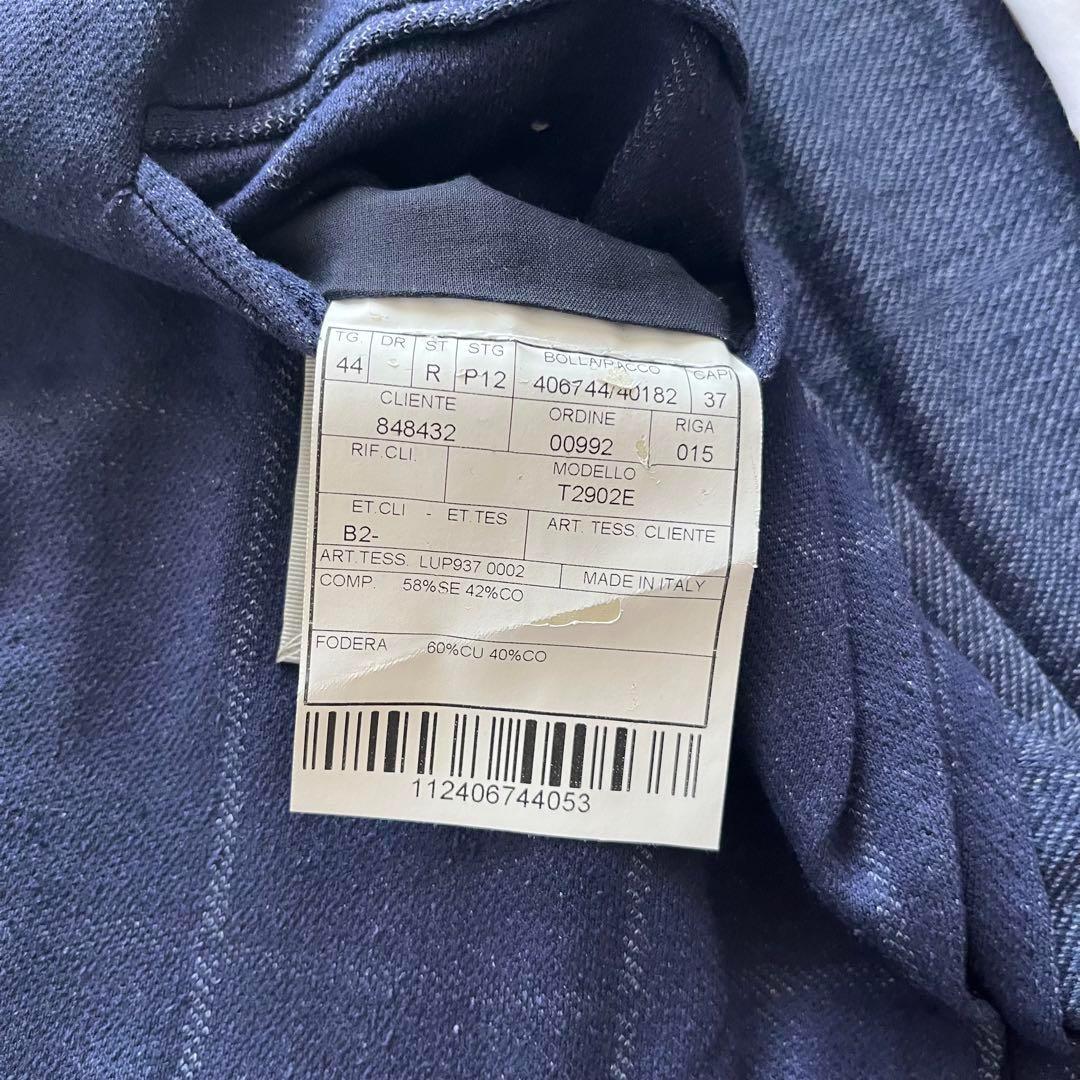 TG. DR ST STG BOLLA/PACCO CAPI
44 R P12 406744/40182 37
CLIENTE ORDINE RIGA
848432 00992 015
RIF.CLI. MODELLO
T2902E
ET.CLI - ET.TES ART. TESS. CLIENTE
B2-
ART.TESS. LUP937 0002 MADE IN ITALY
COMP. 58%SE 42%CO
FODERA 60%CU 40%CO
112406744053